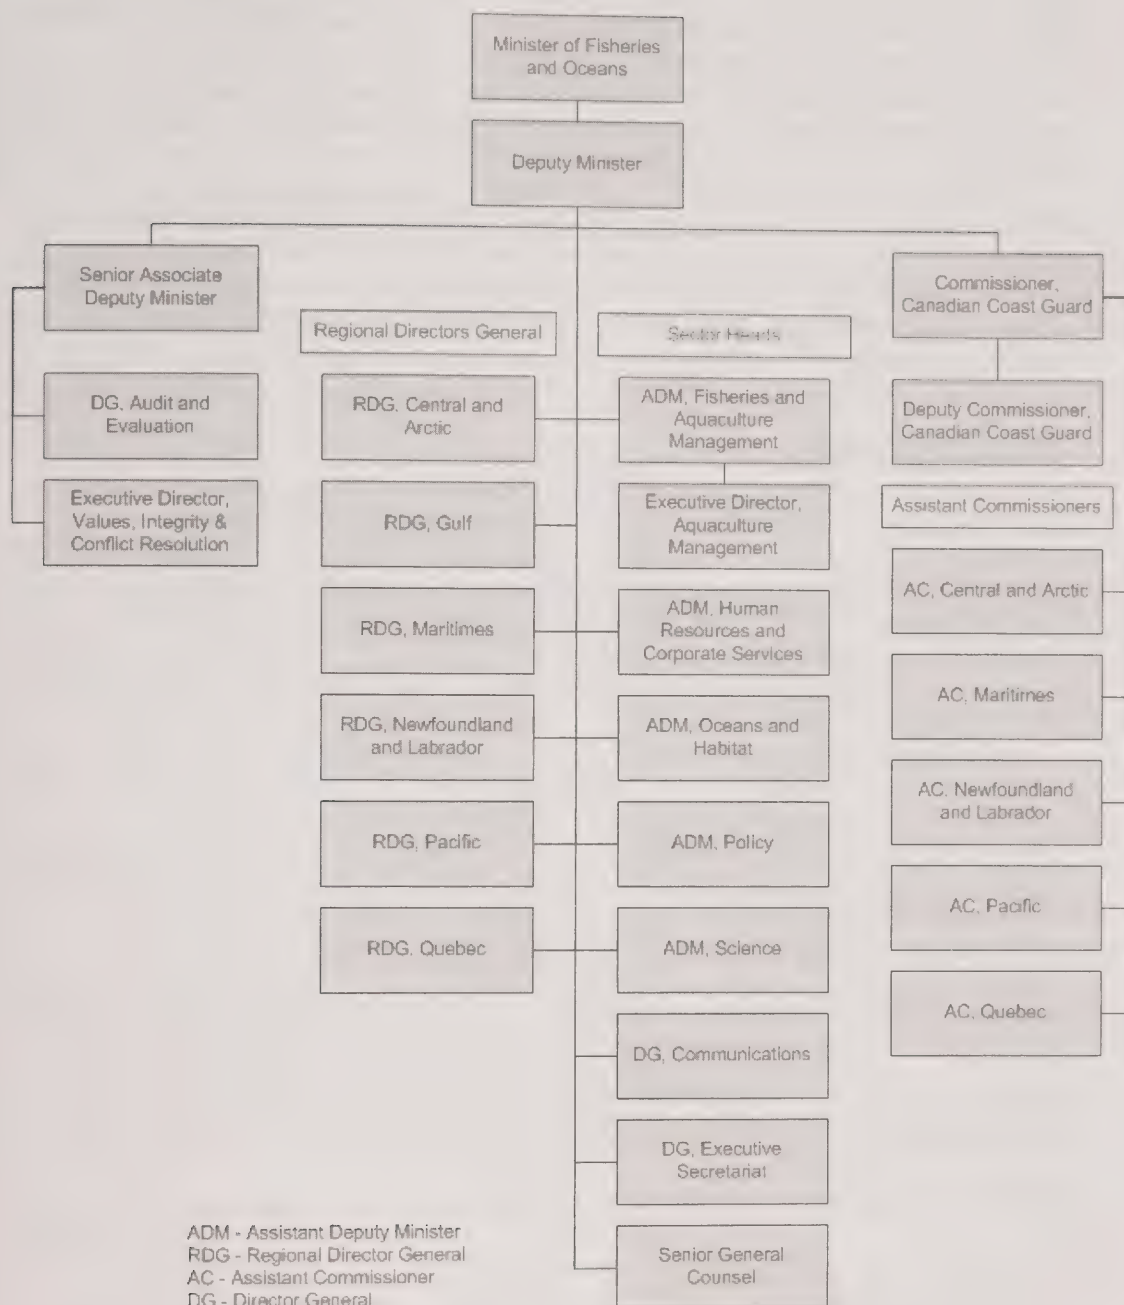 Minister of Fisheries
and Oceans
Deputy Minister
Senior Associate
Deputy Minister
DG, Audit and
Evaluation
Executive Director,
Values, Integrity &
Conflict Resolution
Regional Directors General
RDG, Central and
Arctic
RDG, Gulf
RDG, Maritimes
RDG, Newfoundland
and Labrador
RDG, Pacific
RDG, Quebec
Sector Heads
ADM, Fisheries and
Aquaculture
Management
Executive Director,
Aquaculture
Management
ADM, Human
Resources and
Corporate Services
ADM, Oceans and
Habitat
ADM, Policy
ADM, Science
DG, Communications
DG, Executive
Secretariat
Senior General
Counsel
Commissioner,
Canadian Coast Guard
Deputy Commissioner,
Canadian Coast Guard
Assistant Commissioners
AC, Central and Arctic
AC, Maritimes
AC, Newfoundland
and Labrador
AC, Pacific
AC, Quebec
ADM - Assistant Deputy Minister
RDG - Regional Director General
AC - Assistant Commissioner
DG - Director General